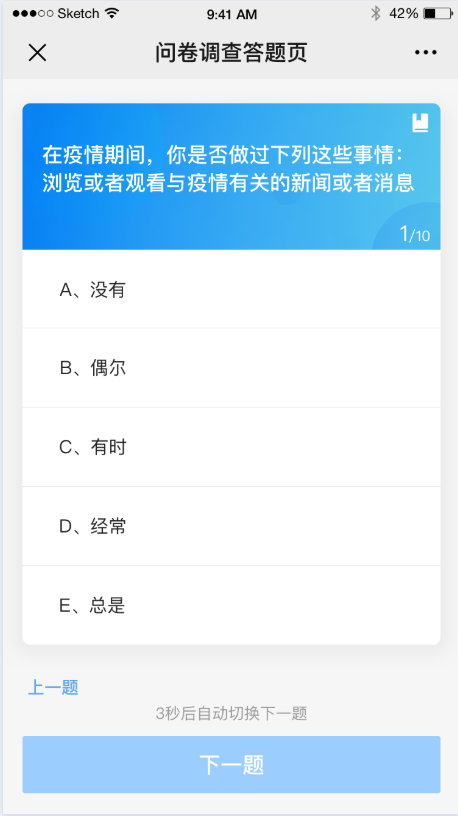 Sketch 9:41 AM 42%
问卷调查答题页
在疫情期间，你是否做过下列这些事情：
浏览或者观看与疫情有关的新闻或者消息
1/10
A、没有
B、偶尔
C、有时
D、经常
E、总是
上一题
3秒后自动切换下一题
下一题